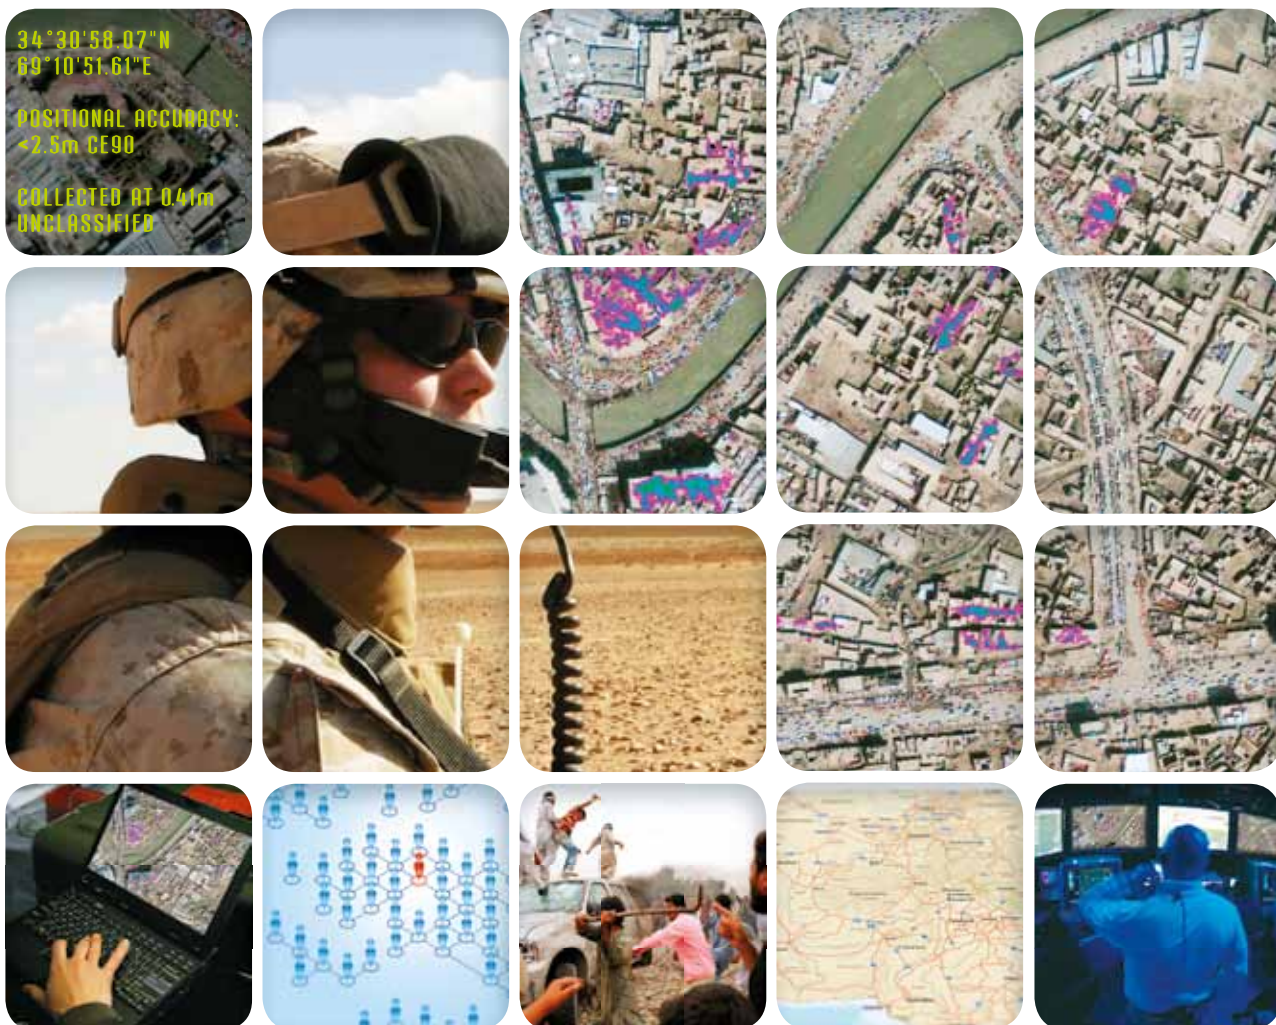 34°30'58.07"N
69°10'51.61"E
POSITIONAL ACCURACY:
<2.5m CE90
COLLECTED AT 0.41m
UNCLASSIFIED